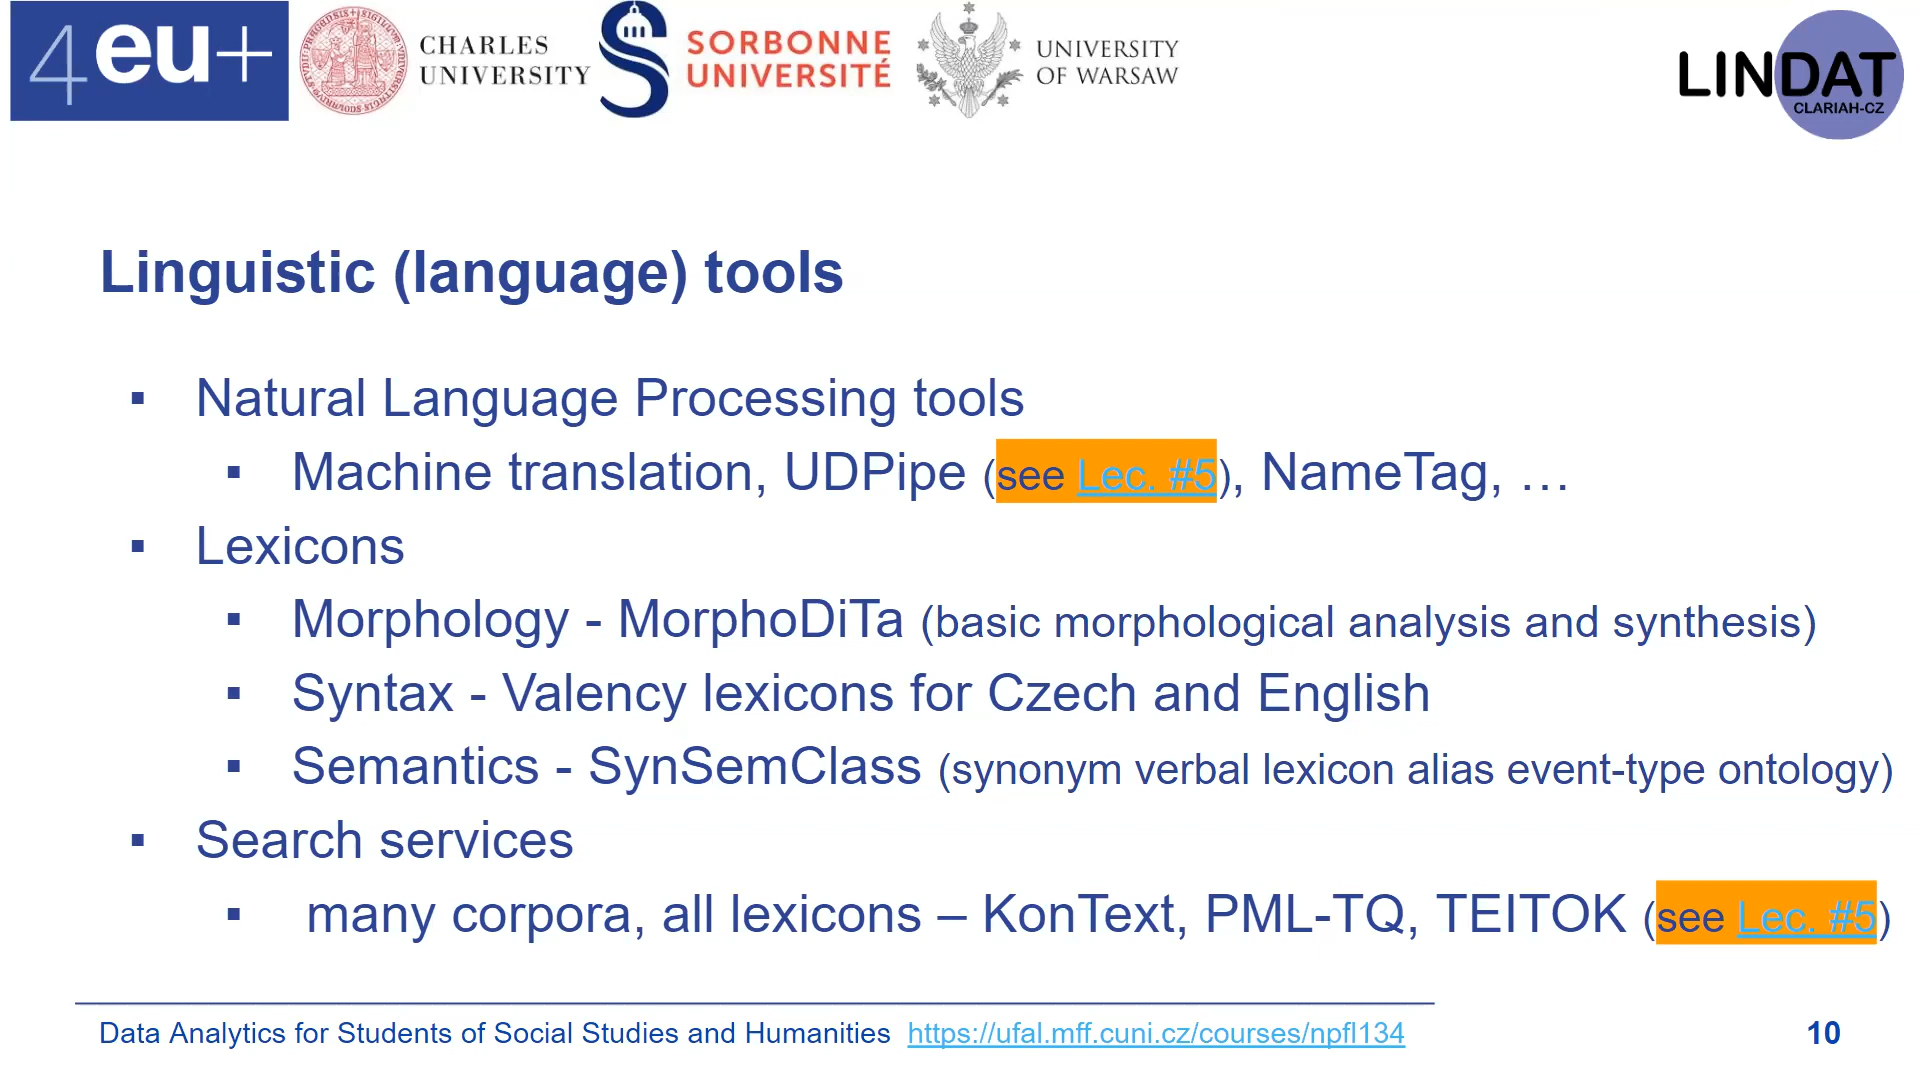 4eu+
CHARLES
UNIVERSITY
SORBONNE
UNIVERSITÉ
UNIVERSITY
OF WARSAW
LINDAT
CLARIAH-CZ
Linguistic (language) tools
▪ Natural Language Processing tools
▪ Machine translation, UDPipe (see Lec. #5), NameTag, …
▪ Lexicons
▪ Morphology - MorphoDiTa (basic morphological analysis and synthesis)
▪ Syntax - Valency lexicons for Czech and English
▪ Semantics - SynSemClass (synonym verbal lexicon alias event-type ontology)
▪ Search services
▪ many corpora, all lexicons – KonText, PML-TQ, TEITOK (see Lec. #5)
Data Analytics for Students of Social Studies and Humanities https://ufal.mff.cuni.cz/courses/npfl134
10